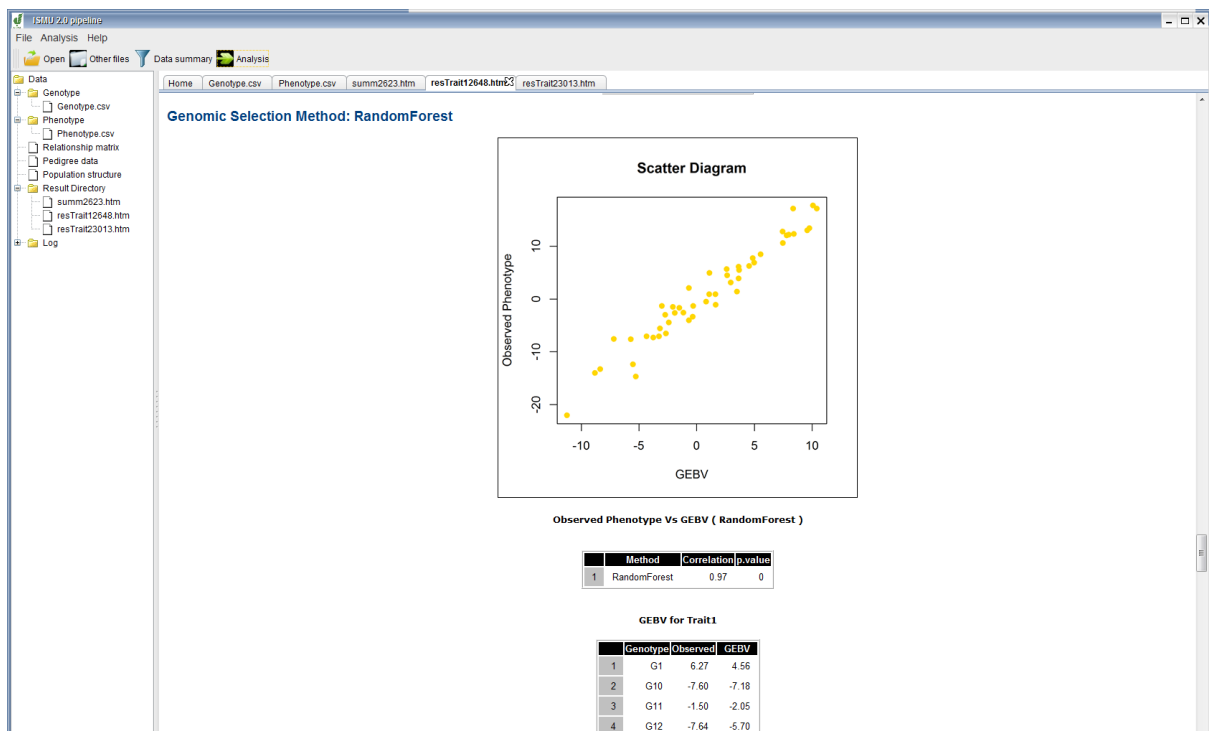 ISMU 2.0 pipeline
File Analysis Help
Open Other files Data summary Analysis
Data
Genotype
Genotype.csv
Phenotype
Phenotype.csv
Relationship matrix
Pedigree data
Population structure
Result Directory
summ2623.htm
resTrait12648.htm
resTrait23013.htm
Log
Home Genotype.csv Phenotype.csv summ2623.htm resTrait12648.htm resTrait23013.htm
Genomic Selection Method: RandomForest
Scatter Diagram
Observed Phenotype
10
0
-10
-20
-10 -5 0 5 10
GEBV
Observed Phenotype Vs GEBV ( RandomForest )
Method Correlation p.value
1 RandomForest 0.97 0
GEBV for Trait1
Genotype Observed GEBV
1 G1 6.27 4.56
2 G10 -7.60 -7.18
3 G11 -1.50 -2.05
4 G12 -7.64 -5.70